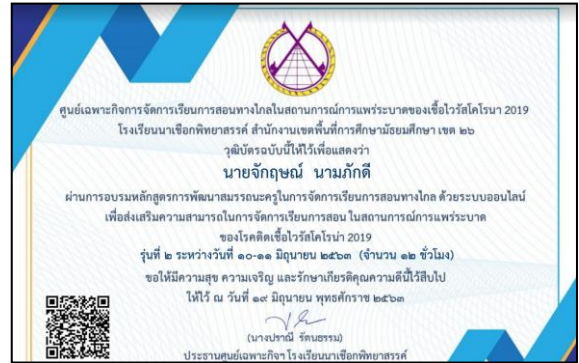 ศูนย์เฉพาะกิจการจัดการเรียนการสอนทางไกลในสถานการณ์การแพร่ระบาดของเชื้อไวรัสโคโรนา 2019
โรงเรียนนาเชือกพิทยาสรรค์ สำนักงานเขตพื้นที่การศึกษามัธยมศึกษา เขต ๒๖
วุฒิบัตรฉบับนี้ให้ไว้เพื่อแสดงว่า
นายจักฤษณ์ นามภักดี
ผ่านการอบรมหลักสูตรการพัฒนาสมรรถนะครูในการจัดการเรียนการสอนทางไกล ด้วยระบบออนไลน์
เพื่อส่งเสริมความสามารถในการจัดการเรียนการสอน ในสถานการณ์การแพร่ระบาด
ของโรคติดเชื้อไวรัสโคโรน่า 2019
รุ่นที่ ๒ ระหว่างวันที่ ๑๐-๑๑ มิถุนายน ๒๕๖๓ (จำนวน ๑๒ ชั่วโมง)
ขอให้มีความสุข ความเจริญ และรักษาเกียรติคุณความดีนี้ไว้สืบไป
ให้ไว้ ณ วันที่ ๑๙ มิถุนายน พุทธศักราช ๒๕๖๓
(นางปราณี รัตนธรรม)
ประธานศูนย์เฉพาะกิจฯ โรงเรียนนาเชือกพิทยาสรรค์